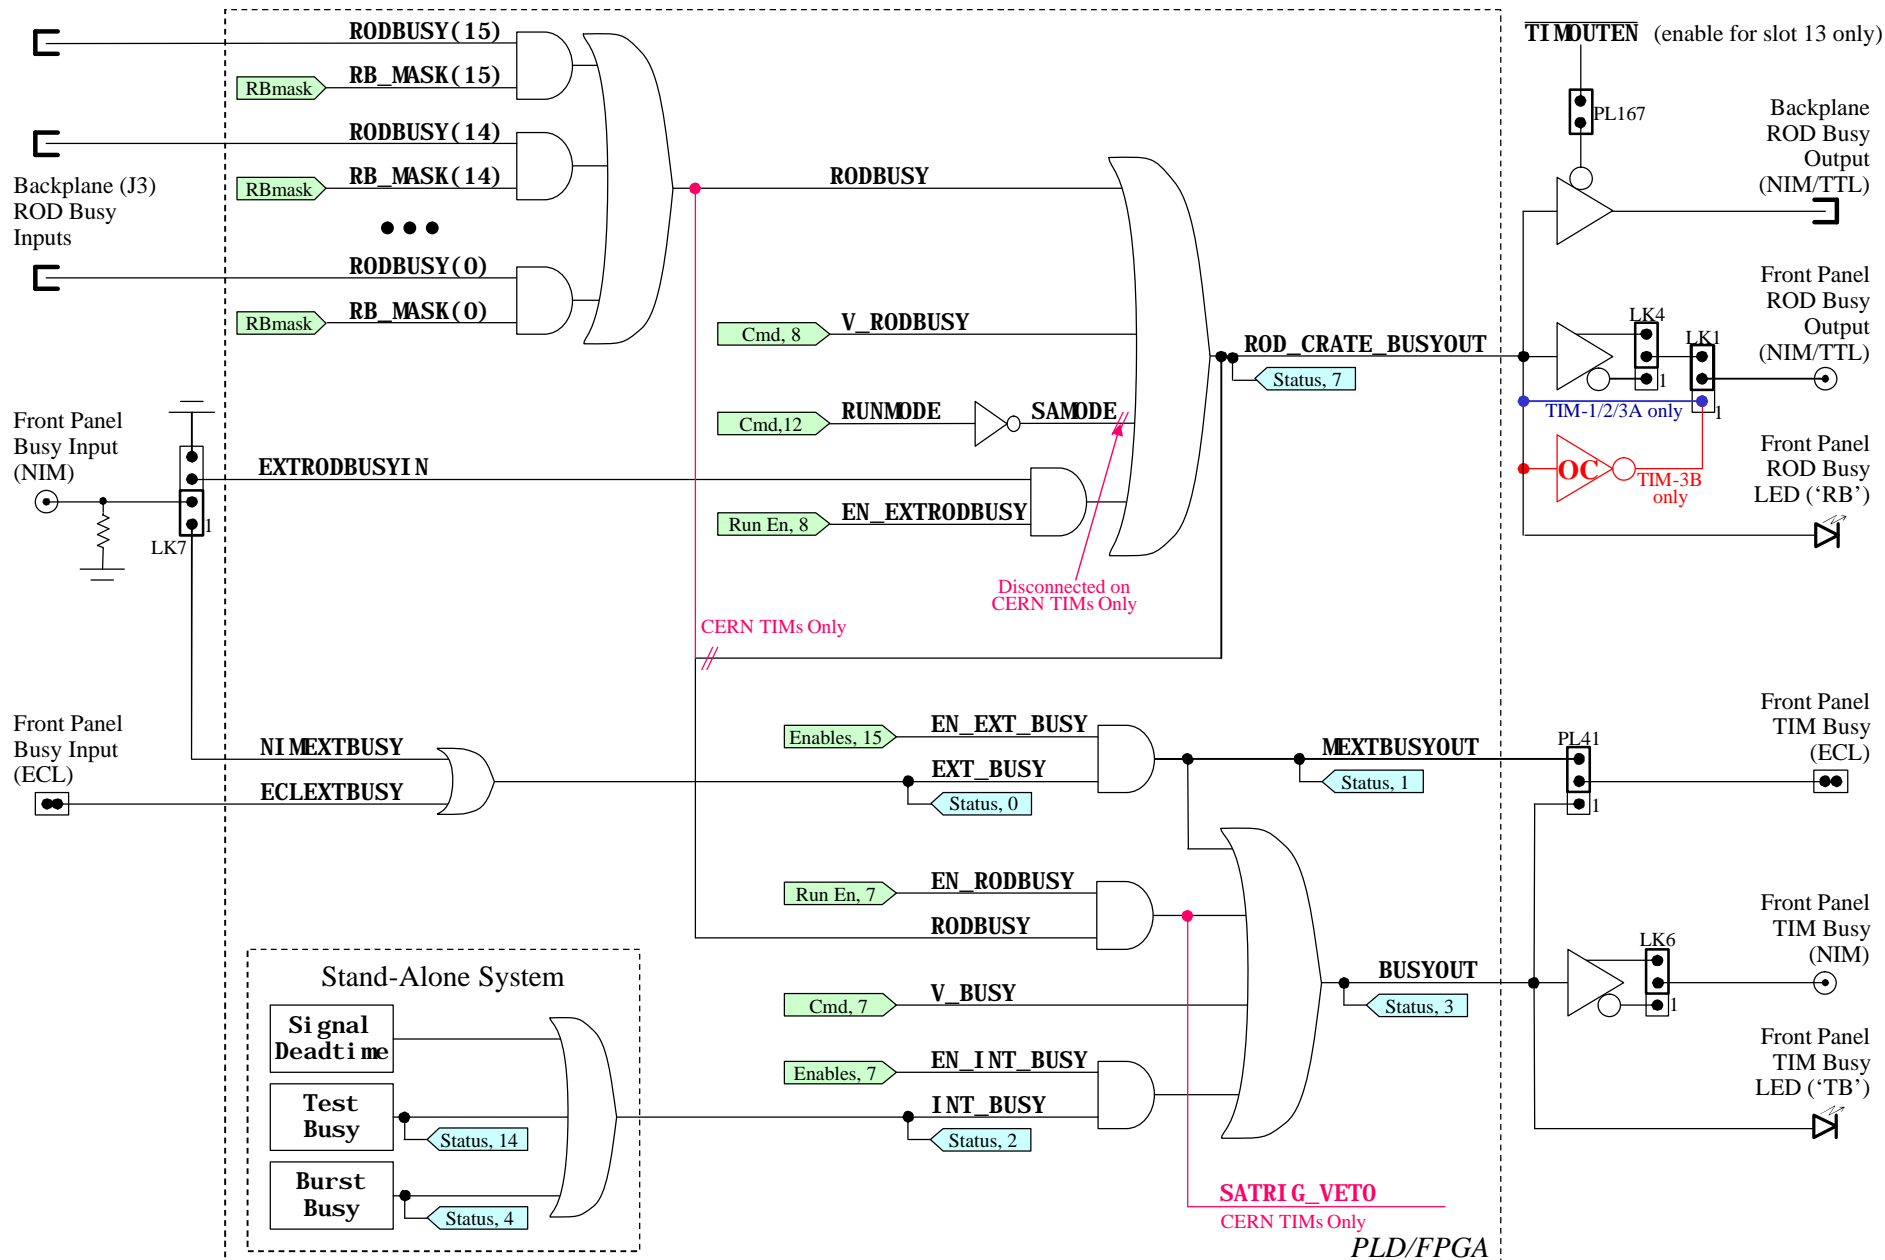 RODBUSY(15)
RBmask
RB_MASK(15)
RODBUSY(14)
RBmask
RB_MASK(14)
Backplane (J3)
ROD Busy
Inputs
RODBUSY(0)
RBmask
RB_MASK(0)
RODBUSY
Cmd, 8
V_RODBUSY
Cmd,12
RUNMODE
SAMODE
ROD_CRATE_BUSYOUT
Status, 7
Front Panel
Busy Input
(NIM)
EXTRODBUSYIN
Run En, 8
EN_EXTRODBUSY
1
LK7
Disconnected on
CERN TIMs Only
CERN TIMs Only
TIMOUTEN (enable for slot 13 only)
PL167
Backplane
ROD Busy
Output
(NIM/TTL)
Front Panel
ROD Busy
Output
(NIM/TTL)
LK4
LK1
1
1
TIM-1/2/3A only
OC
TIM-3B
only
Front Panel
ROD Busy
LED (‘RB’)
Front Panel
Busy Input
(ECL)
NIMEXTBUSY
ECLEXTBUSY
Enables, 15
EN_EXT_BUSY
EXT_BUSY
Status, 0
MEXTBUSYOUT
Status, 1
PL41
1
Front Panel
TIM Busy
(ECL)
Run En, 7
EN_RODBUSY
RODBUSY
Cmd, 7
V_BUSY
Enables, 7
EN_INT_BUSY
INT_BUSY
Status, 2
BUSYOUT
Status, 3
LK6
1
Front Panel
TIM Busy
(NIM)
Front Panel
TIM Busy
LED (‘TB’)
Stand-Alone System
Signal
Deadtime
Test
Busy
Status, 14
Burst
Busy
Status, 4
SATRIG_VETO
CERN TIMs Only
PLD/FPGA